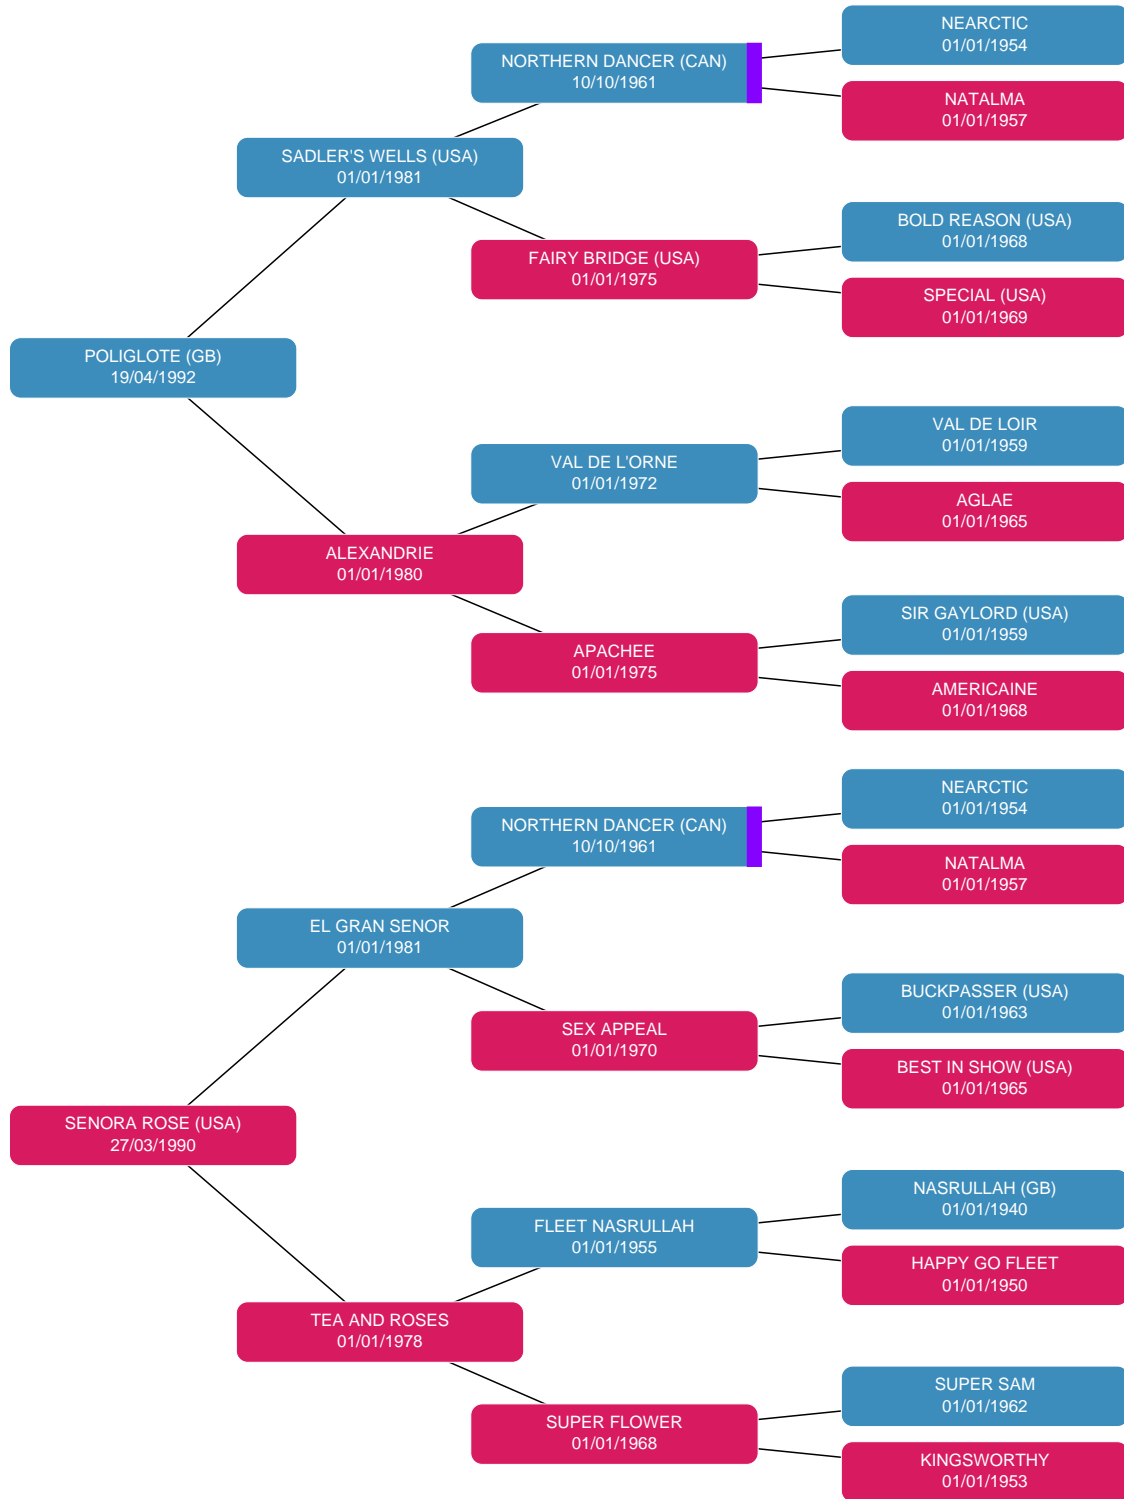 NEARCTIC
01/01/1954
NORTHERN DANCER (CAN)
10/10/1961
NATALMA
01/01/1957
SADLER'S WELLS (USA)
01/01/1981
BOLD REASON (USA)
01/01/1968
FAIRY BRIDGE (USA)
01/01/1975
SPECIAL (USA)
01/01/1969
POLIGLOTE (GB)
19/04/1992
VAL DE LOIR
01/01/1959
VAL DE L'ORNE
01/01/1972
AGLAE
01/01/1965
ALEXANDRIE
01/01/1980
SIR GAYLORD (USA)
01/01/1959
APACHEE
01/01/1975
AMERICAINE
01/01/1968
NEARCTIC
01/01/1954
NORTHERN DANCER (CAN)
10/10/1961
NATALMA
01/01/1957
EL GRAN SENOR
01/01/1981
BUCKPASSER (USA)
01/01/1963
SEX APPEAL
01/01/1970
BEST IN SHOW (USA)
01/01/1965
SENORA ROSE (USA)
27/03/1990
NASRULLAH (GB)
01/01/1940
FLEET NASRULLAH
01/01/1955
HAPPY GO FLEET
01/01/1950
TEA AND ROSES
01/01/1978
SUPER SAM
01/01/1962
SUPER FLOWER
01/01/1968
KINGSWORTHY
01/01/1953